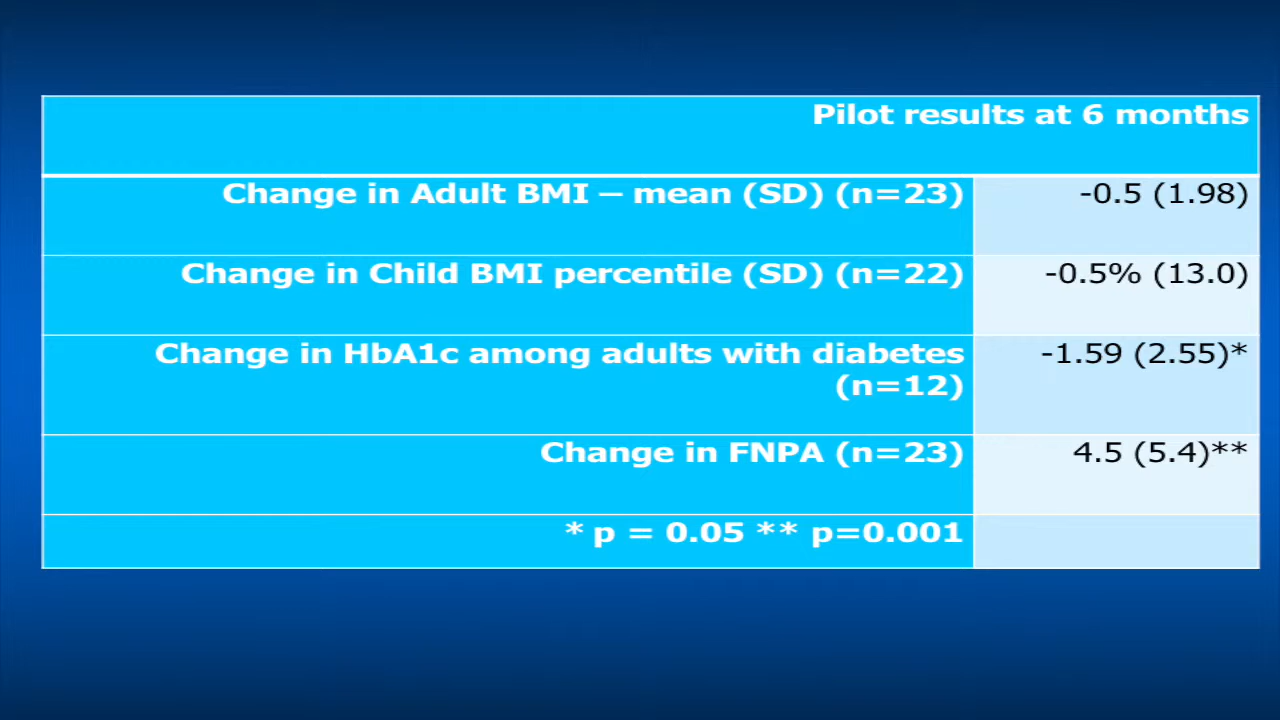 Pilot results at 6 months
Change in Adult BMI – mean (SD) (n=23) -0.5 (1.98)
Change in Child BMI percentile (SD) (n=22) -0.5% (13.0)
Change in HbA1c among adults with diabetes -1.59 (2.55)*
(n=12)
Change in FNPA (n=23) 4.5 (5.4)**
* p = 0.05 ** p=0.001